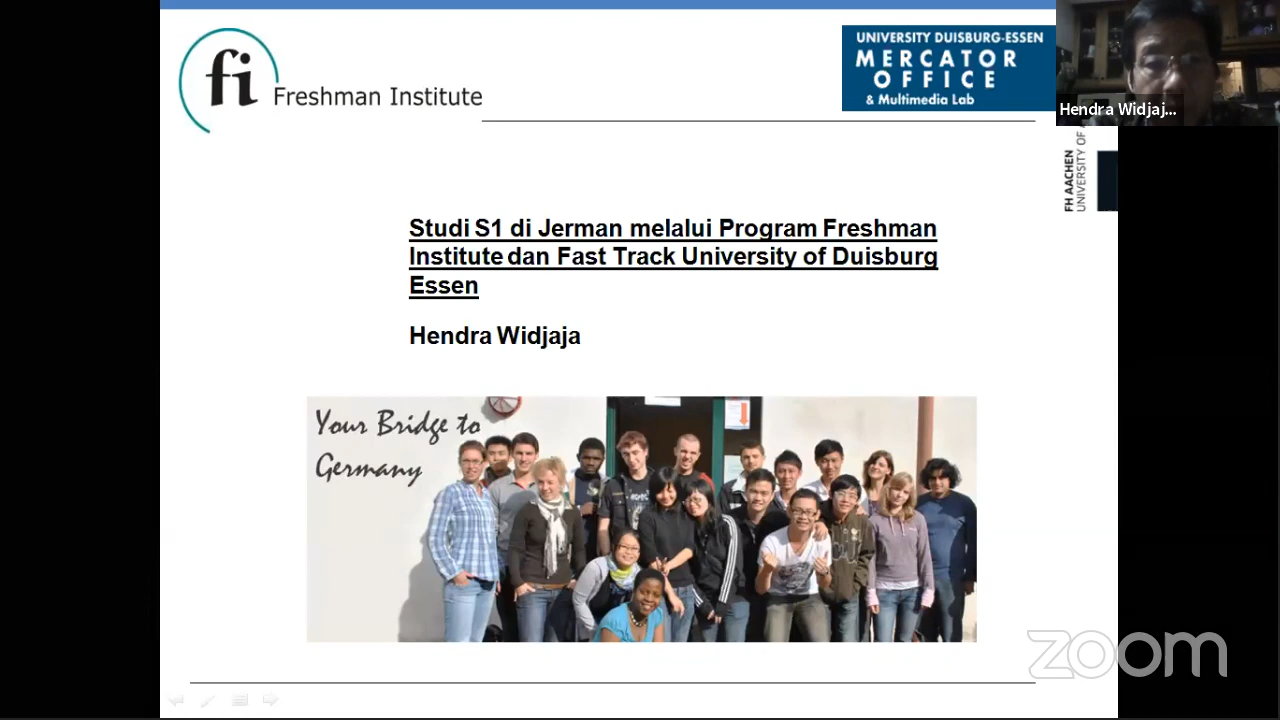 fi Freshman Institute
UNIVERSITY DUISBURG-ESSEN
MERCATOR
OFFICE
& Multimedia Lab
Hendra Widjaj...
FH AACHEN
UNIVERSITY OF
Studi S1 di Jerman melalui Program Freshman
Institute dan Fast Track University of Duisburg
Essen
Hendra Widjaja
Your Bridge to
Germany
zoom